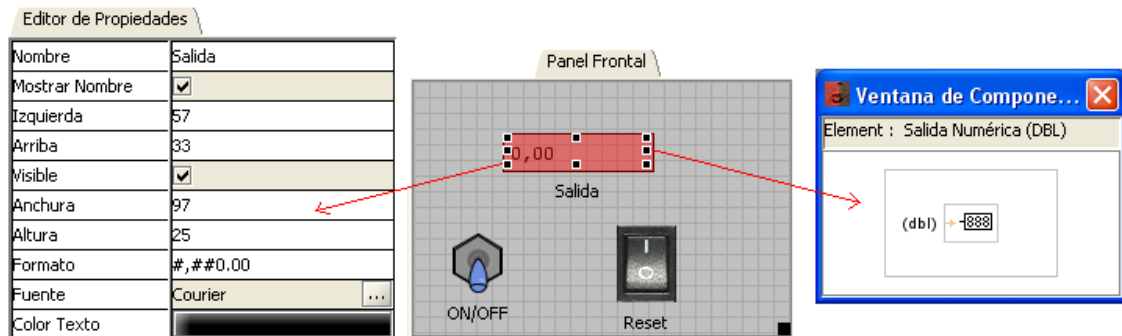 Editor de Propiedades
Nombre Salida
Mostrar Nombre
Izquierda 57
Arriba 33
Visible
Anchura 97
Altura 25
Formato #,##0.00
Fuente Courier ...
Color Texto
Panel Frontal
0,00
Salida
ON/OFF
Reset
Ventana de Compone...
Element : Salida Numérica (DBL)
(dbl) 888